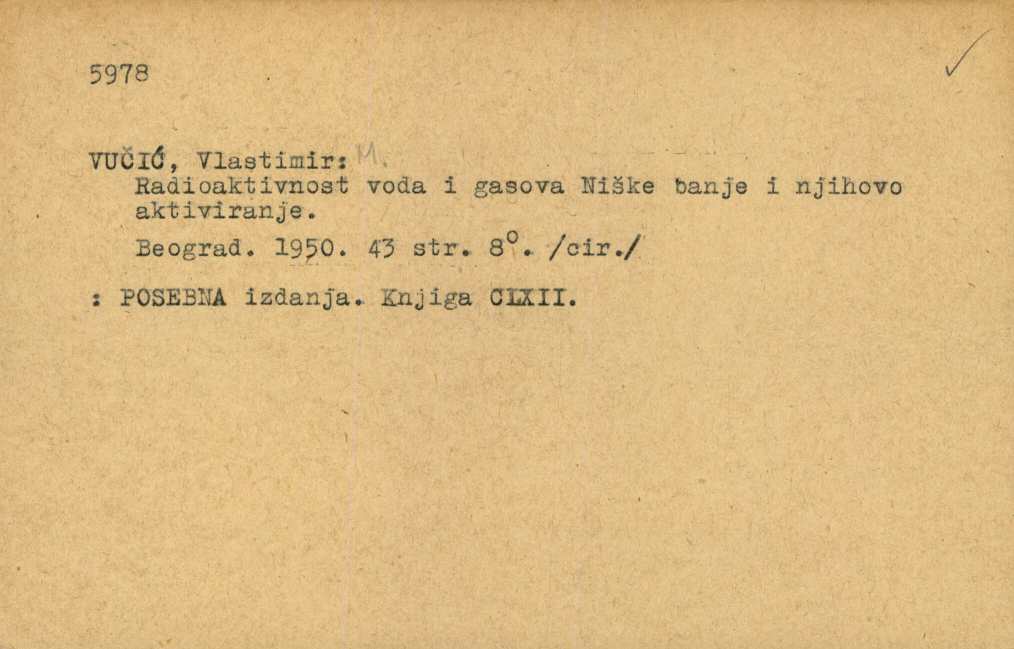 5978
VUČIĆ, Vlastimir: M.
Radioaktivnost voda i gasova Niške banje i njihovo
aktiviranje.
Beograd. 1950. 43 str. 8°. /cir./
: POSEBNA izdanja. Knjiga CLXII.